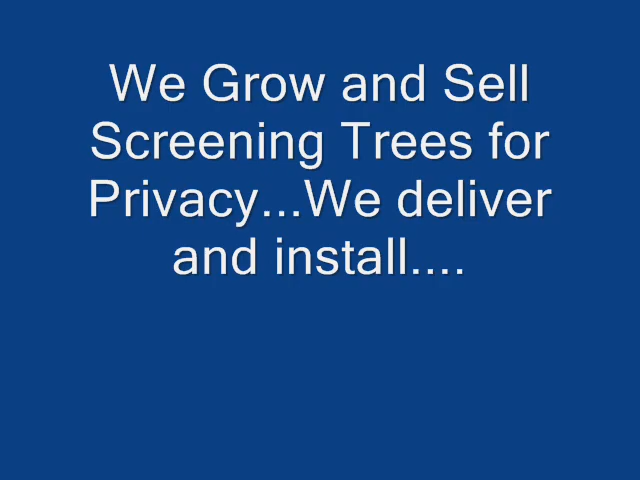 We Grow and Sell
Screening Trees for
Privacy...We deliver
and install....